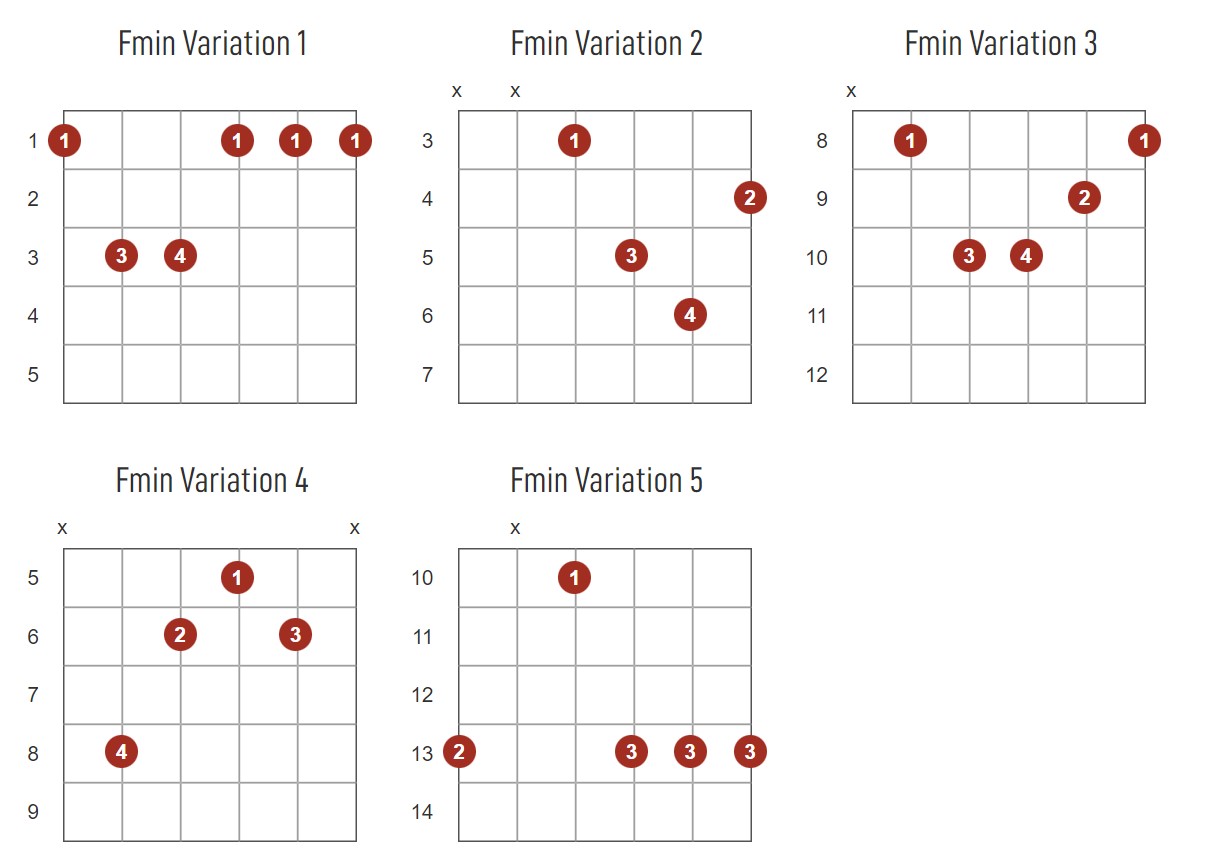 Fmin Variation 1 Fmin Variation 2 Fmin Variation 3
x x x
1 1 1 1 1 3 1 8 1 1
2 4 2 9 2
3 3 4 5 3 10 3 4
4 6 4 11
5 7 12
Fmin Variation 4 Fmin Variation 5
x x x
5 1 10 1
6 2 3 11
7 12
8 4 13 2 3 3 3
9 14